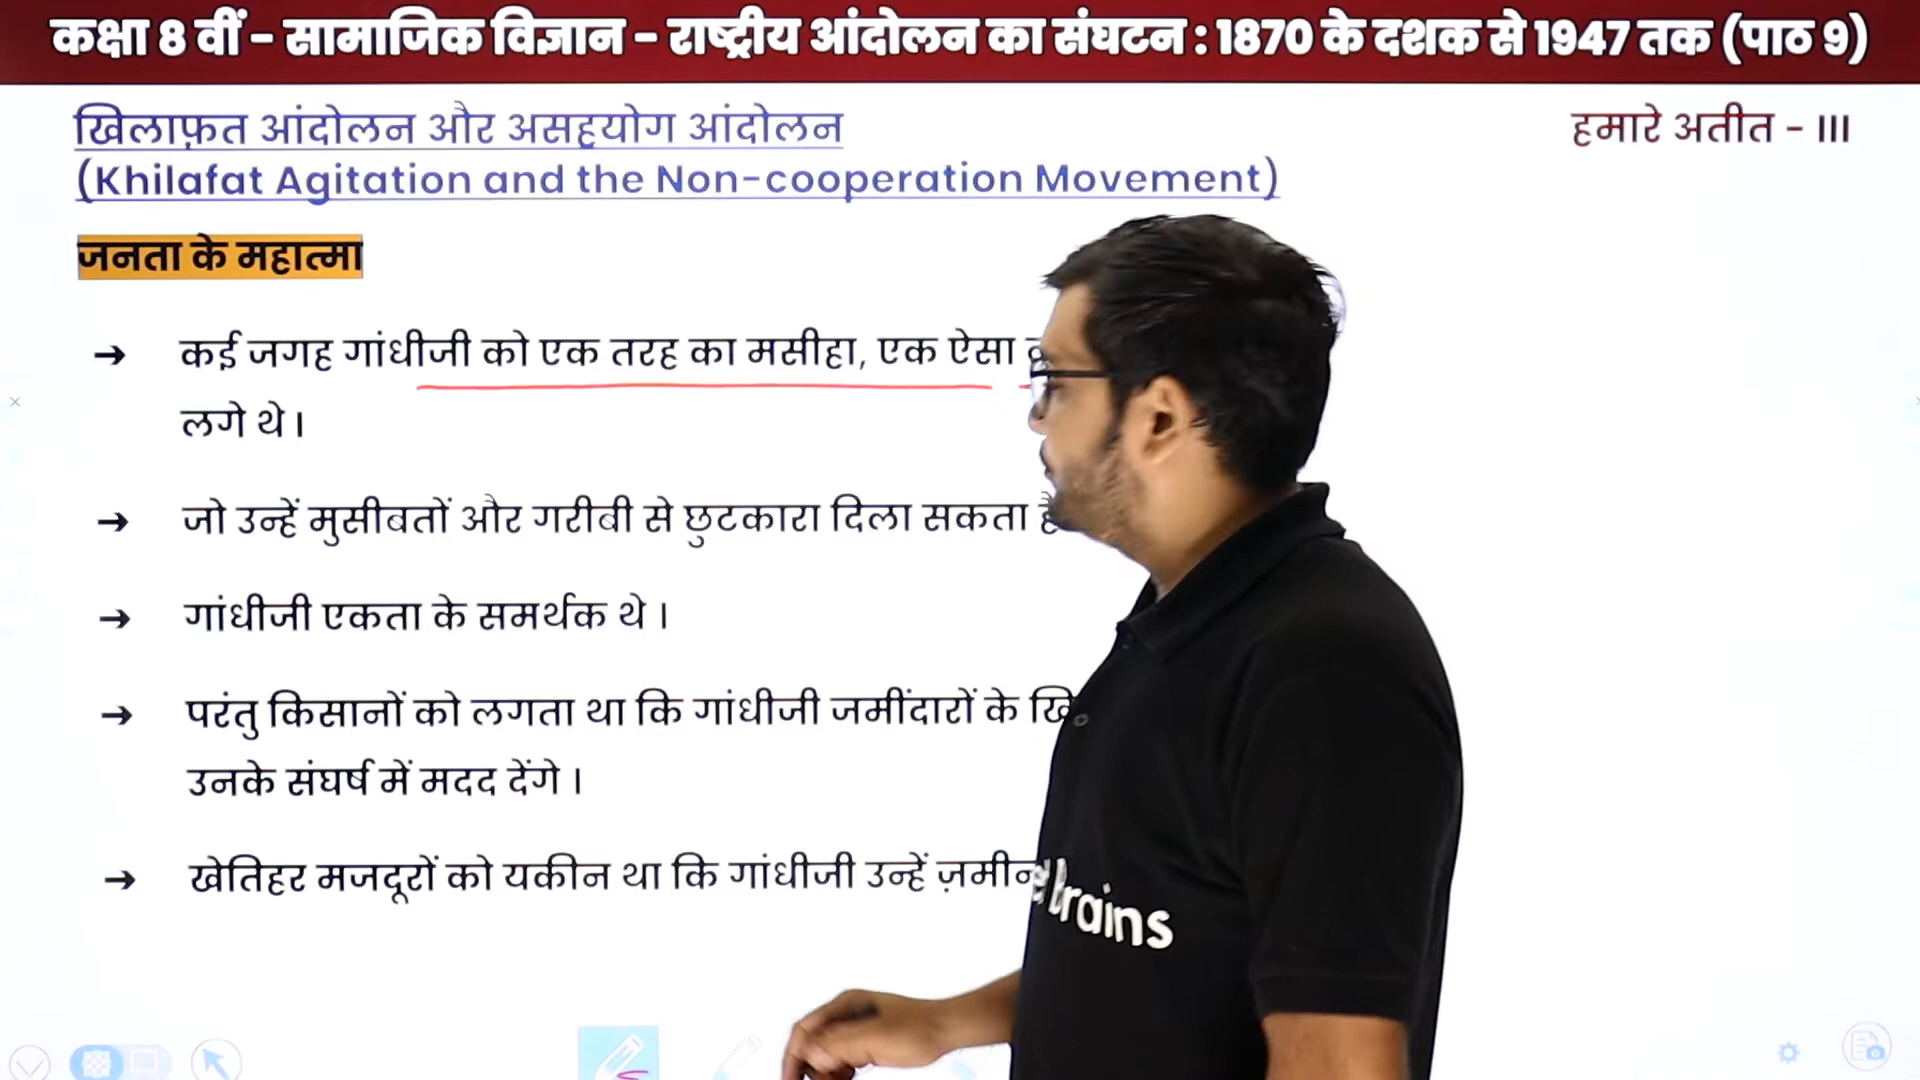 कक्षा 8 वीं - सामाजिक विज्ञान - राष्ट्रीय आंदोलन का संघटन : 1870 के दशक से 1947 तक (पाठ 9)
खिलाफ़त आंदोलन और असहयोग आंदोलन
हमारे अतीत - III
(Khilafat Agitation and the Non-cooperation Movement)
जनता के महात्मा
→ कई जगह गांधीजी को एक तरह का मसीहा, एक ऐसा
लगे थे।
→ जो उन्हें मुसीबतों और गरीबी से छुटकारा दिला सकता
→ गांधीजी एकता के समर्थक थे।
→ परंतु किसानों को लगता था कि गांधीजी जमींदारों के
उनके संघर्ष में मदद देंगे।
→ खेतिहर मजदूरों को यकीन था कि गांधीजी उन्हें
Brains